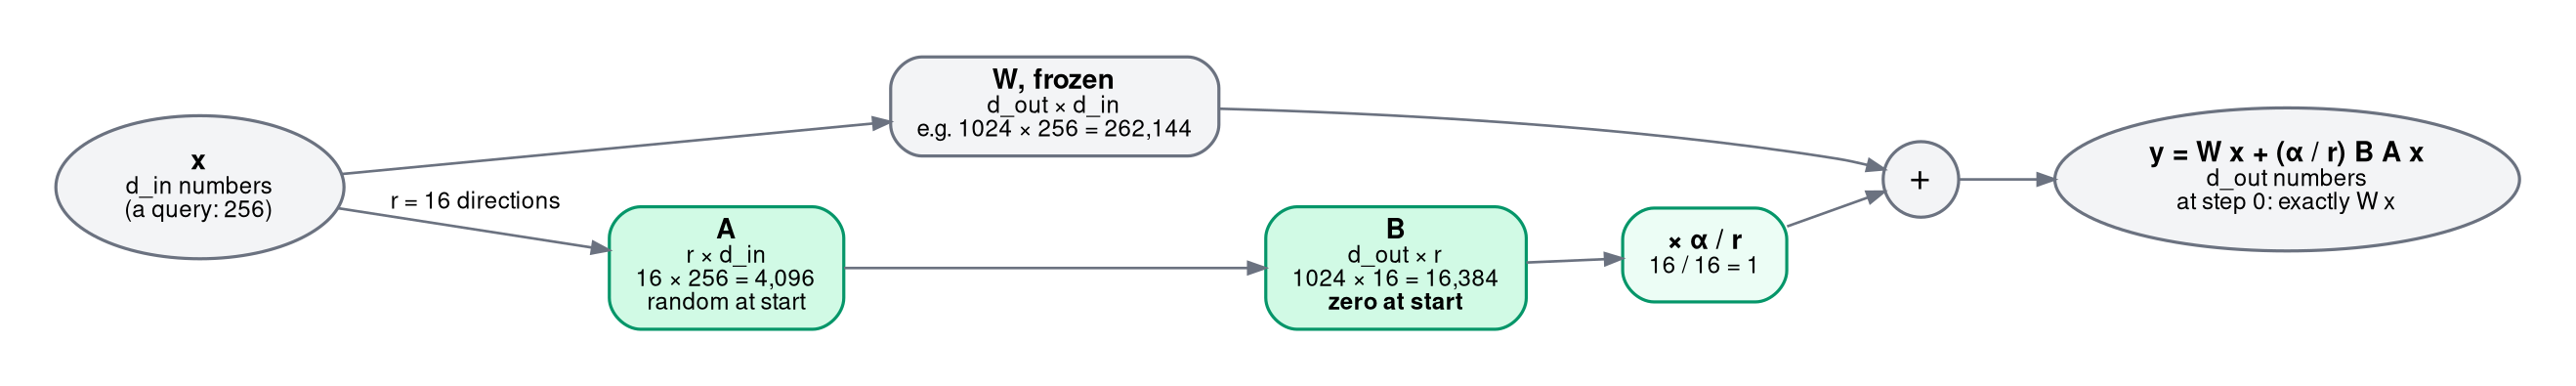 x
d_in numbers
(a query: 256)
r = 16 directions
W, frozen
d_out × d_in
e.g. 1024 × 256 = 262,144
A
r × d_in
16 × 256 = 4,096
random at start
B
d_out × r
1024 × 16 = 16,384
zero at start
× α / r
16 / 16 = 1
+
y = W x + (α / r) B A x
d_out numbers
at step 0: exactly W x